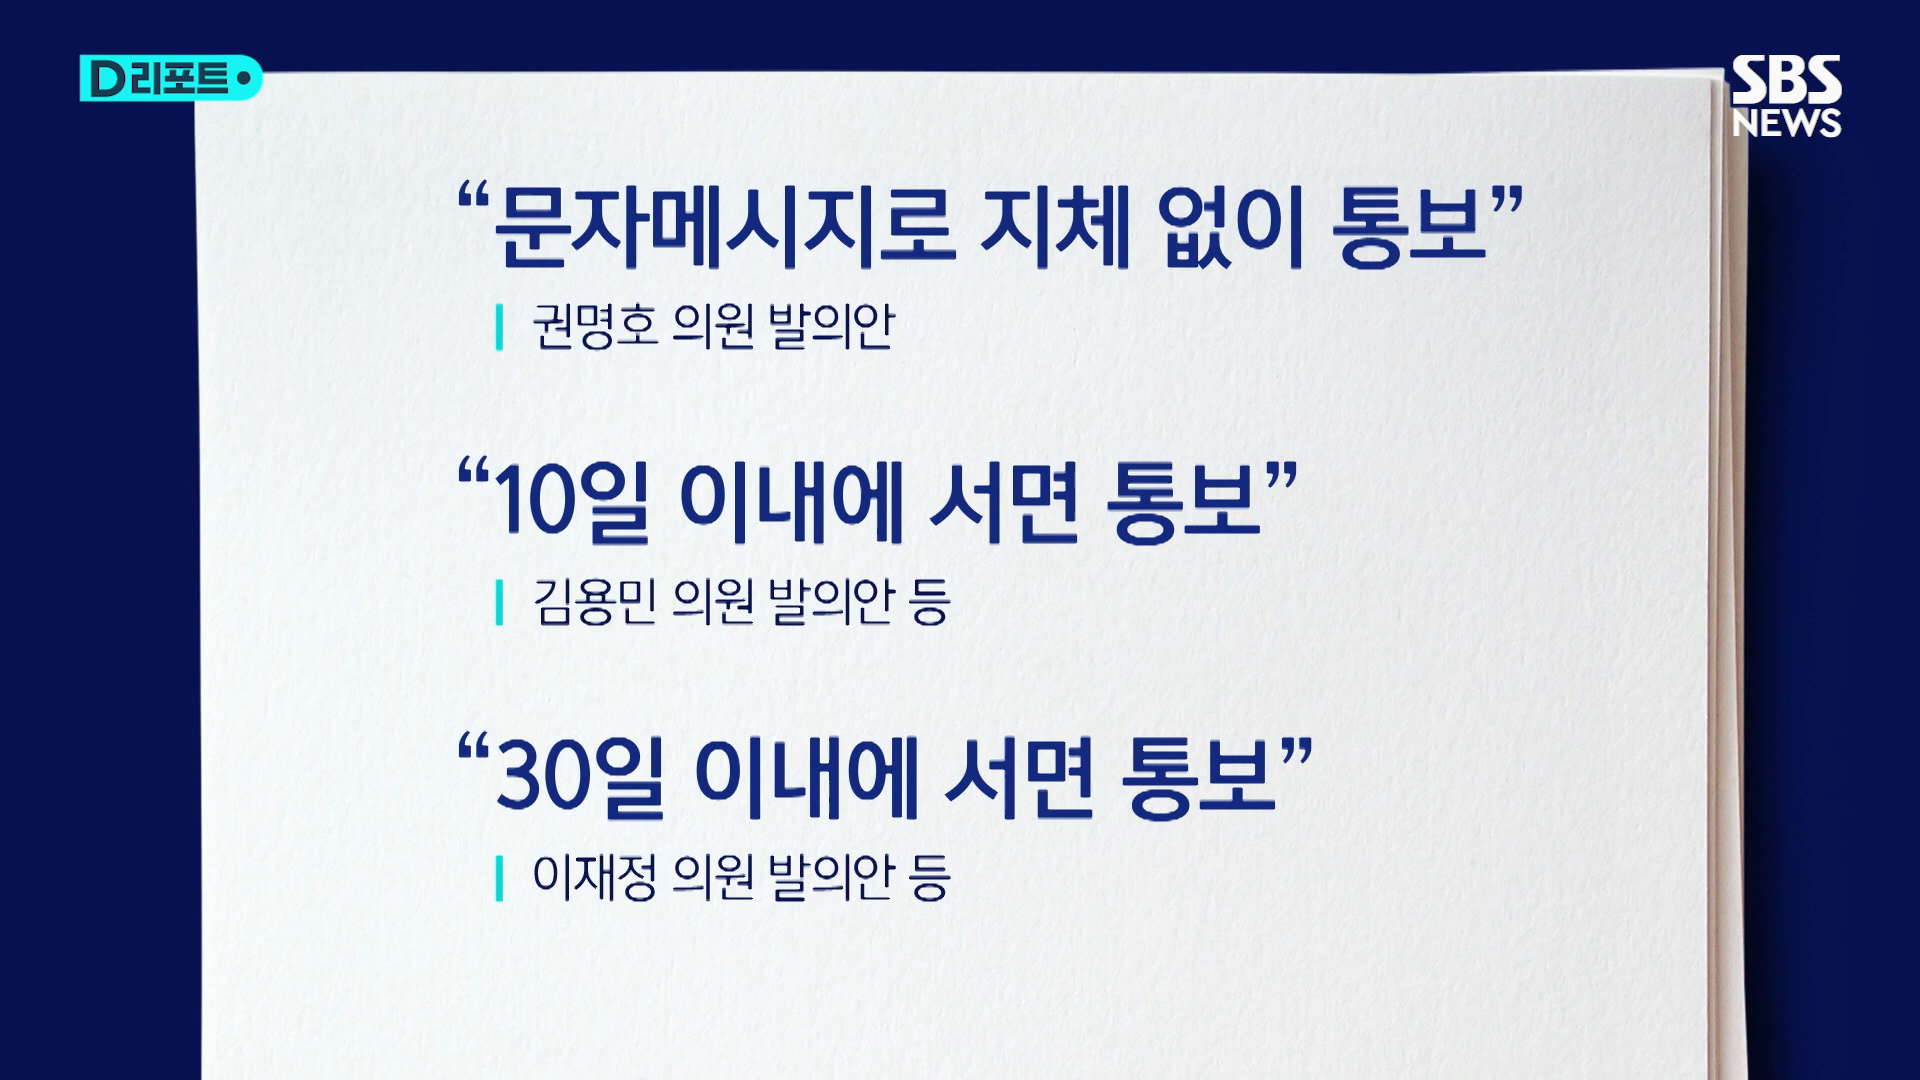 D리포트
SBS
NEWS
“문자메시지로 지체 없이 통보”
권명호 의원 발의안
“10일 이내에 서면 통보”
김용민 의원 발의안 등
“30일 이내에 서면 통보”
이재정 의원 발의안 등